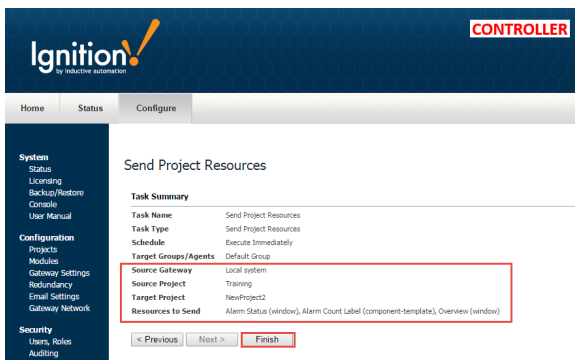 CONTROLLER
Ignition!
by inductive automation
Home Status Configure
System
Status
Licensing
Backup/Restore
Console
User Manual
Configuration
Projects
Modules
Gateway Settings
Redundancy
Email Settings
Gateway Network
Security
Users, Roles
Auditing
Send Project Resources
Task Summary
Task Name Send Project Resources
Task Type Send Project Resources
Schedule Execute Immediately
Target Groups/Agents Default Group
Source Gateway Local system
Source Project Training
Target Project NewProject2
Resources to Send Alarm Status (window), Alarm Count Label (component-template), Overview (window)
< Previous Next > Finish